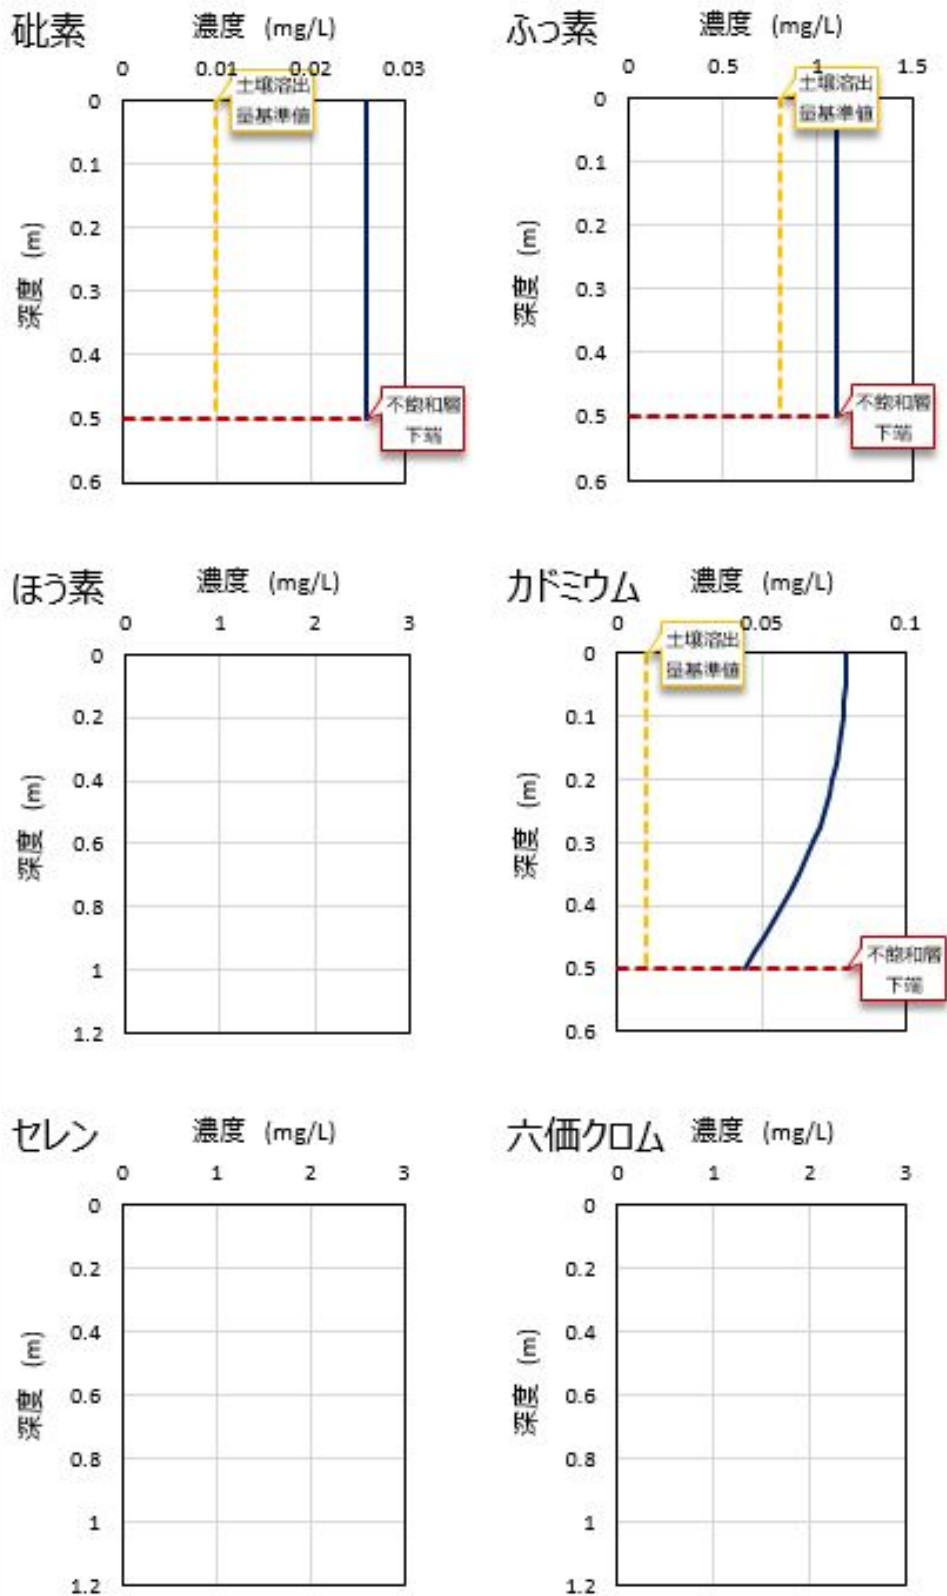 砒素
濃度 (mg/L)
0 0.01 0.02 0.03
土壌溶出
量基準値
0
0.1
0.2
0.3
0.4
0.5
0.6
深度 (m)
不飽和層
下端
ふっ素
濃度 (mg/L)
0 0.5 1 1.5
土壌溶出
量基準値
0
0.1
0.2
0.3
0.4
0.5
0.6
深度 (m)
不飽和層
下端
ほう素
濃度 (mg/L)
0 1 2 3
0
0.2
0.4
0.6
0.8
1
1.2
深度 (m)
カドミウム
濃度 (mg/L)
0 0.05 0.1
土壌溶出
量基準値
0
0.1
0.2
0.3
0.4
0.5
0.6
深度 (m)
不飽和層
下端
セレン
濃度 (mg/L)
0 1 2 3
0
0.2
0.4
0.6
0.8
1
1.2
深度 (m)
六価クロム
濃度 (mg/L)
0 1 2 3
0
0.2
0.4
0.6
0.8
1
1.2
深度 (m)